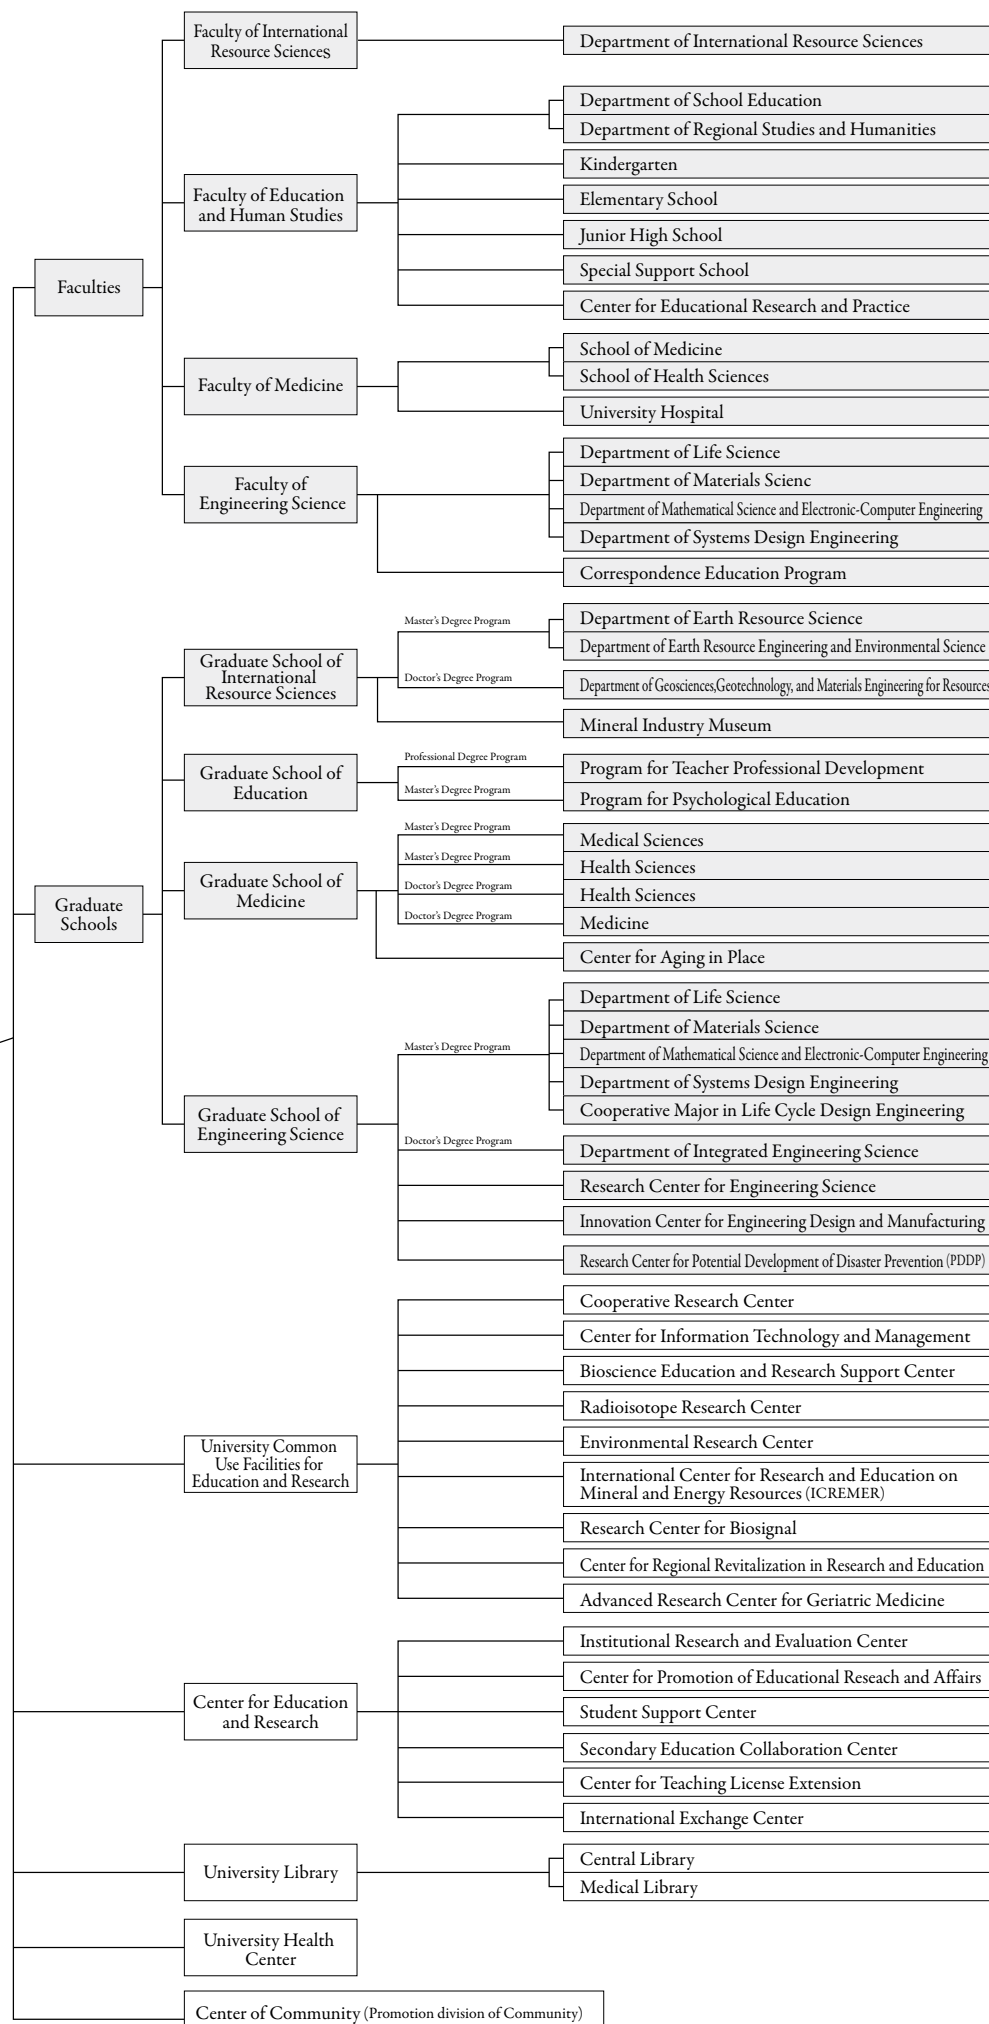 Faculties
Faculty of International
Resource Sciences
Department of International Resource Sciences
Faculty of Education
and Human Studies
Department of School Education
Department of Regional Studies and Humanities
Kindergarten
Elementary School
Junior High School
Special Support School
Center for Educational Research and Practice
Faculty of Medicine
School of Medicine
School of Health Sciences
University Hospital
Faculty of
Engineering Science
Department of Life Science
Department of Materials Scienc
Department of Mathematical Science and Electronic-Computer Engineering
Department of Systems Design Engineering
Correspondence Education Program
Graduate
Schools
Graduate School of
International
Resource Sciences
Master's Degree Program
Department of Earth Resource Science
Department of Earth Resource Engineering and Environmental Science
Doctor's Degree Program
Department of Geosciences,Geotechnology, and Materials Engineering for Resources
Mineral Industry Museum
Graduate School of
Education
Professional Degree Program
Program for Teacher Professional Development
Master's Degree Program
Program for Psychological Education
Graduate School of
Medicine
Master's Degree Program
Medical Sciences
Master's Degree Program
Health Sciences
Doctor's Degree Program
Health Sciences
Doctor's Degree Program
Medicine
Center for Aging in Place
Graduate School of
Engineering Science
Master's Degree Program
Department of Life Science
Department of Materials Science
Department of Mathematical Science and Electronic-Computer Engineering
Department of Systems Design Engineering
Cooperative Major in Life Cycle Design Engineering
Doctor's Degree Program
Department of Integrated Engineering Science
Research Center for Engineering Science
Innovation Center for Engineering Design and Manufacturing
Research Center for Potential Development of Disaster Prevention (PDDP)
University Common
Use Facilities for
Education and Research
Cooperative Research Center
Center for Information Technology and Management
Bioscience Education and Research Support Center
Radioisotope Research Center
Environmental Research Center
International Center for Research and Education on
Mineral and Energy Resources (ICREMER)
Research Center for Biosignal
Center for Regional Revitalization in Research and Education
Advanced Research Center for Geriatric Medicine
Center for Education
and Research
Institutional Research and Evaluation Center
Center for Promotion of Educational Reseach and Affairs
Student Support Center
Secondary Education Collaboration Center
Center for Teaching License Extension
International Exchange Center
University Library
Central Library
Medical Library
University Health
Center
Center of Community (Promotion division of Community)